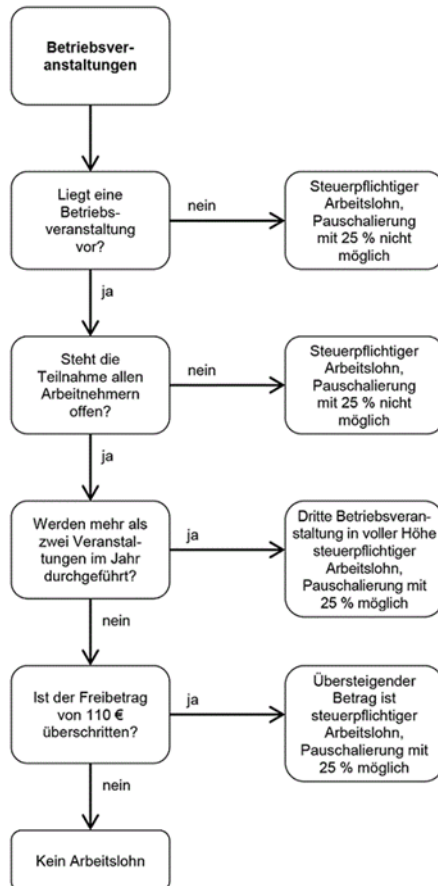 Betriebsver-
anstaltungen
Liegt eine
Betriebs-
veranstaltung
vor?
nein
Steuerpflichtiger
Arbeitslohn,
Pauschalierung
mit 25 % nicht
möglich
ja
Steht die
Teilnahme allen
Arbeitnehmern
offen?
nein
Steuerpflichtiger
Arbeitslohn,
Pauschalierung
mit 25 % nicht
möglich
ja
Werden mehr als
zwei Veranstal-
tungen im Jahr
durchgeführt?
ja
Dritte Betriebsveran-
staltung in voller Höhe
steuerpflichtiger
Arbeitslohn,
Pauschalierung mit
25 % möglich
nein
Ist der Freibetrag
von 110 €
überschritten?
ja
Übersteigender
Betrag ist
steuerpflichtiger
Arbeitslohn,
Pauschalierung mit
25 % möglich
nein
Kein Arbeitslohn